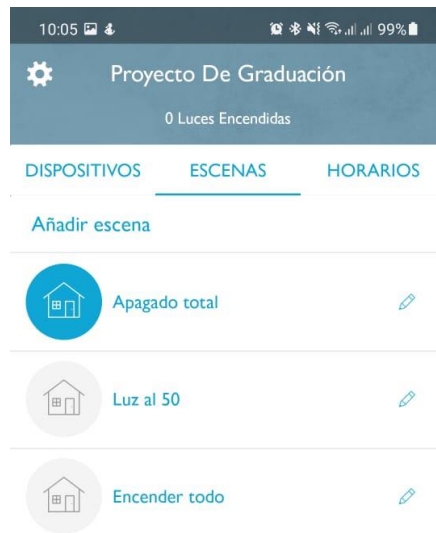 10:05 99%
Proyecto De Graduación
0 Luces Encendidas
DISPOSITIVOS ESCENAS HORARIOS
Añadir escena
Apagado total
Luz al 50
Encender todo